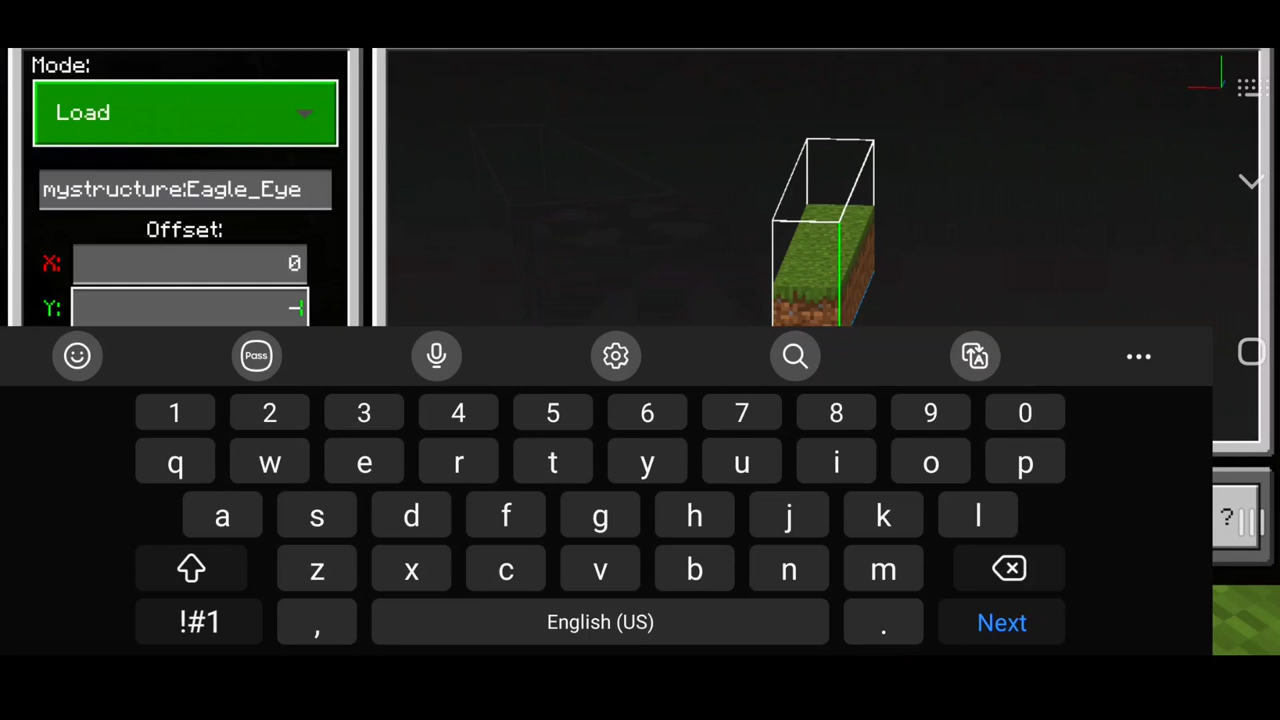 Mode:
Load
mystructure:Eagle_Eye
Offset:
X: 0
Y: -
Pass
1 2 3 4 5 6 7 8 9 0
q w e r t y u i o p
a s d f g h j k l
z x c v b n m
!#1 , English (US) . Next
?